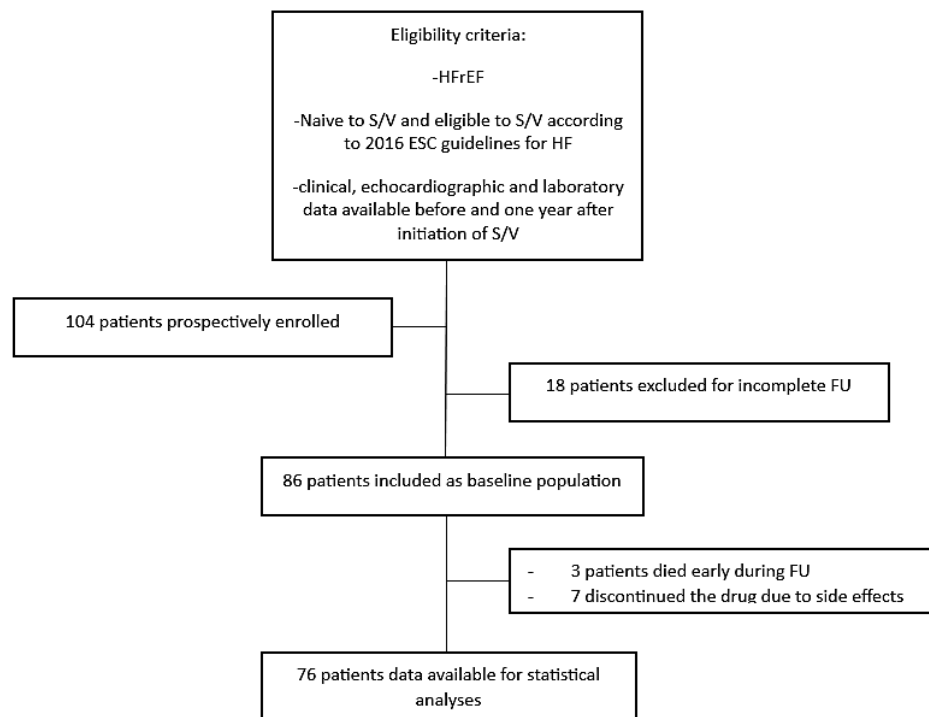 Eligibility criteria:
-HFrEF
-Naive to S/V and eligible to S/V according
to 2016 ESC guidelines for HF
-clinical, echocardiographic and laboratory
data available before and one year after
initiation of S/V
104 patients prospectively enrolled
18 patients excluded for incomplete FU
86 patients included as baseline population
- 3 patients died early during FU
- 7 discontinued the drug due to side effects
76 patients data available for statistical
analyses